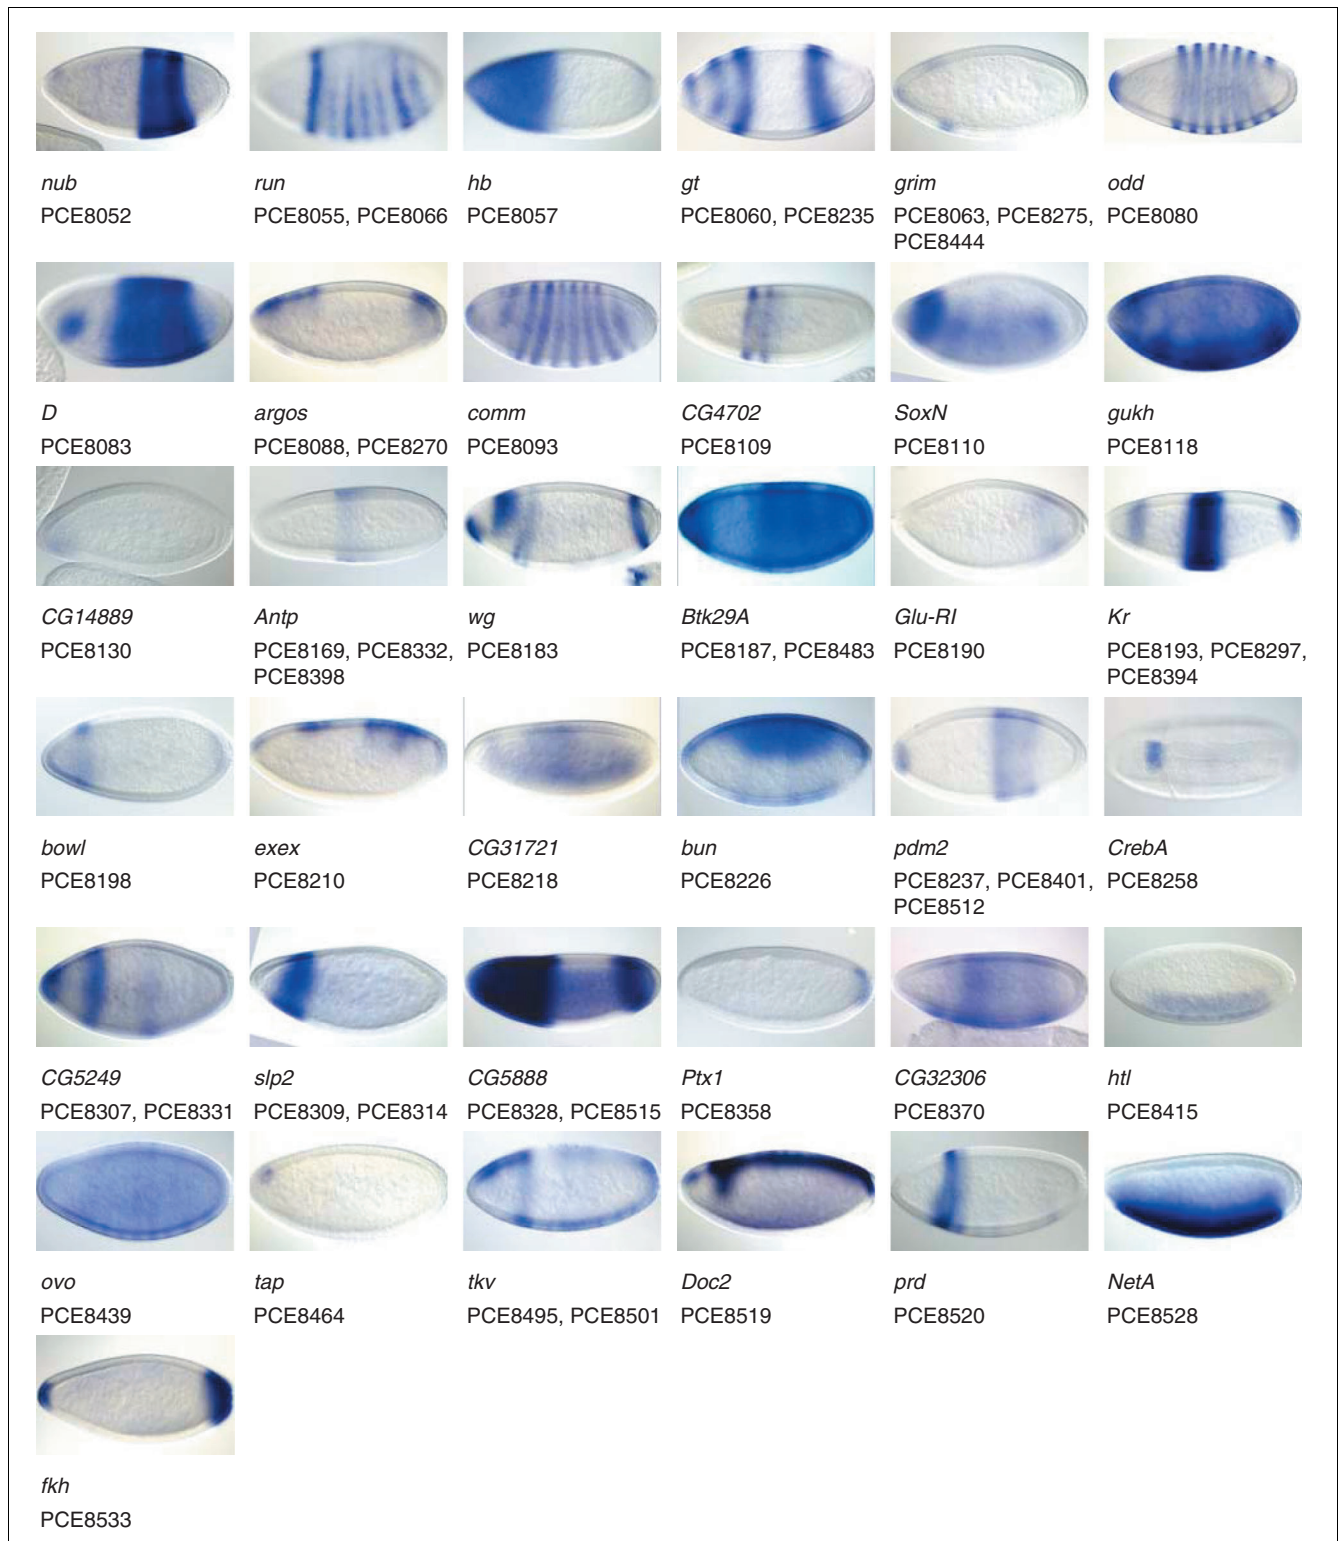 nub run hb gt grim odd
PCE8052 PCE8055, PCE8066 PCE8057 PCE8060, PCE8235 PCE8063, PCE8275, PCE8080
PCE8444
D argos comm CG4702 SoxN gukh
PCE8083 PCE8088, PCE8270 PCE8093 PCE8109 PCE8110 PCE8118
CG14889 Antp wg Btk29A Glu-RI Kr
PCE8130 PCE8169, PCE8332, PCE8183 PCE8187, PCE8483 PCE8190 PCE8193, PCE8297,
PCE8398 PCE8394
bowl exex CG31721 bun pdm2 CrebA
PCE8198 PCE8210 PCE8218 PCE8226 PCE8237, PCE8401, PCE8258
PCE8512
CG5249 slp2 CG5888 Ptx1 CG32306 htl
PCE8307, PCE8331 PCE8309, PCE8314 PCE8328, PCE8515 PCE8358 PCE8370 PCE8415
ovo tap tkv Doc2 prd NetA
PCE8439 PCE8464 PCE8495, PCE8501 PCE8519 PCE8520 PCE8528
fkh
PCE8533